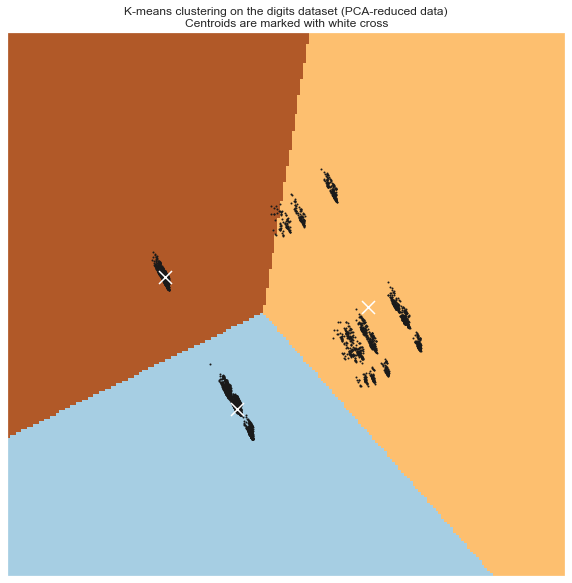 K-means clustering on the digits dataset (PCA-reduced data)
Centroids are marked with white cross